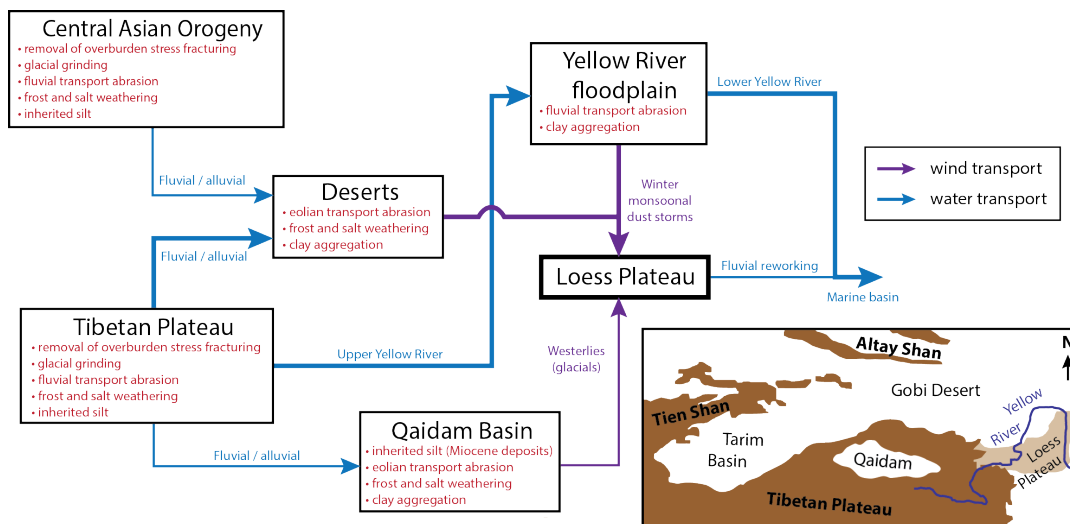 Central Asian Orogeny
• removal of overburden stress fracturing
• glacial grinding
• fluvial transport abrasion
• frost and salt weathering
• inherited silt
Fluvial / alluvial
Deserts
• eolian transport abrasion
• frost and salt weathering
• clay aggregation
Fluvial / alluvial
Tibetan Plateau
• removal of overburden stress fracturing
• glacial grinding
• fluvial transport abrasion
• frost and salt weathering
• inherited silt
Upper Yellow River
Fluvial / alluvial
Qaidam Basin
• inherited silt (Miocene deposits)
• eolian transport abrasion
• frost and salt weathering
• clay aggregation
Yellow River
floodplain
• fluvial transport abrasion
• clay aggregation
Lower Yellow River
Winter
monsoonal
dust storms
Loess Plateau
Fluvial reworking
Marine basin
Westerlies
(glacials)
wind transport
water transport
Altay Shan
N
Gobi Desert
Tien Shan
Tarim
Basin
Qaidam
Yellow
River
Loess
Plateau
Tibetan Plateau